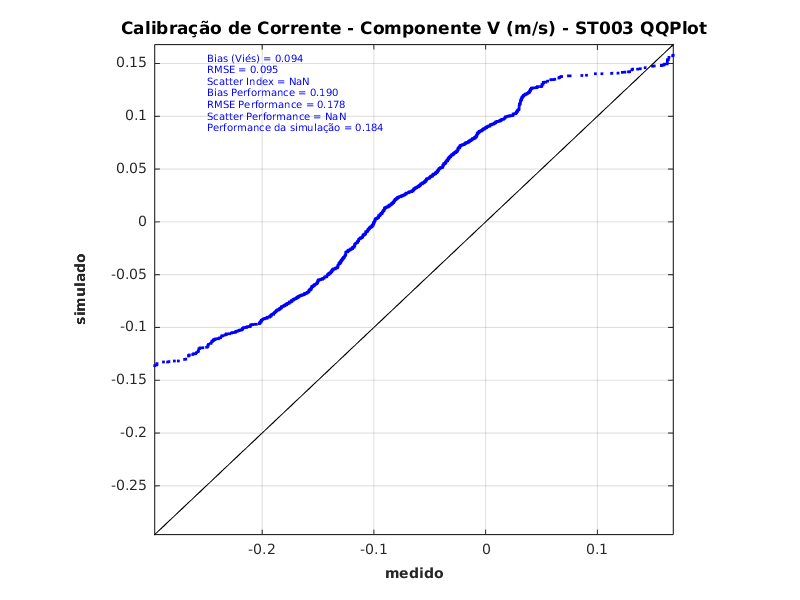 Calibração de Corrente - Componente V (m/s) - ST003 QQPlot
Bias (Viés) = 0.094
RMSE = 0.095
Scatter Index = NaN
Bias Performance = 0.190
RMSE Performance = 0.178
Scatter Performance = NaN
Performance da simulação = 0.184
0.15
0.1
0.05
0
-0.05
-0.1
-0.15
-0.2
-0.25
simulado
-0.2
-0.1
0
0.1
medido